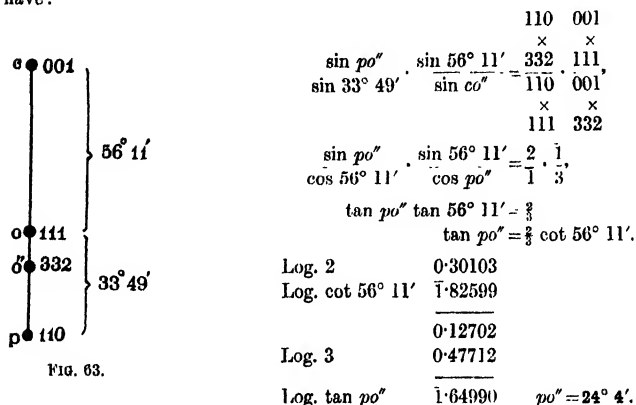 have:
110 001
× ×
sin po″ / sin 33° 49′ · sin 56° 11′ / sin co″ = 332 / 110 · 111 / 001,
× ×
111 332
sin po″ / cos 56° 11′ · sin 56° 11′ / cos po″ = 2/1 · 1/3,
tan po″ tan 56° 11′ = ⅔
tan po″ = ⅔ cot 56° 11′.
c 001
56° 11′
o 111
o″ 332
33° 49′
p 110
FIG. 63.
Log. 2 0·30103
Log. cot 56° 11′ 1̄·82599
0·12702
Log. 3 0·47712
Log. tan po″ 1̄·64990 po″ = 24° 4′.